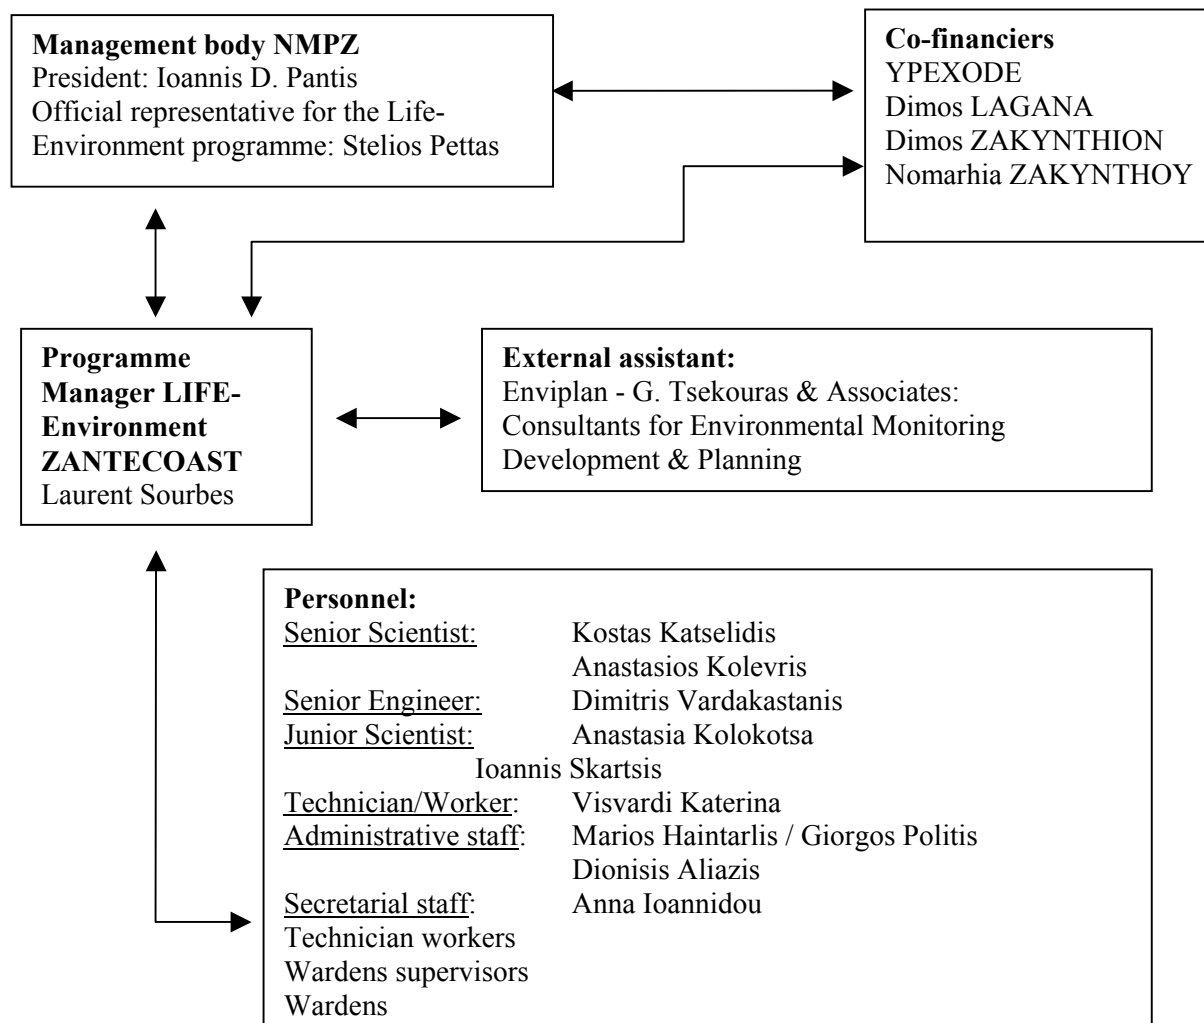 Management body NMPZ
President: Ioannis D. Pantis
Official representative for the Life-
Environment programme: Stelios Pettas
Co-financiers
YPEXODE
Dimos LAGANA
Dimos ZAKYNTHION
Nomarhia ZAKYNTHOY
Programme
Manager LIFE-
Environment
ZANTECOAST
Laurent Sourbes
External assistant:
Enviplan - G. Tsekouras & Associates:
Consultants for Environmental Monitoring
Development & Planning
Personnel:
Senior Scientist: Kostas Katselidis
Anastasios Kolevris
Senior Engineer: Dimitris Vardakastanis
Junior Scientist: Anastasia Kolokotsa
Ioannis Skartsis
Technician/Worker: Visvardi Katerina
Administrative staff: Marios Haintarlis / Giorgos Politis
Dionisis Aliazis
Secretarial staff: Anna Ioannidou
Technician workers
Wardens supervisors
Wardens